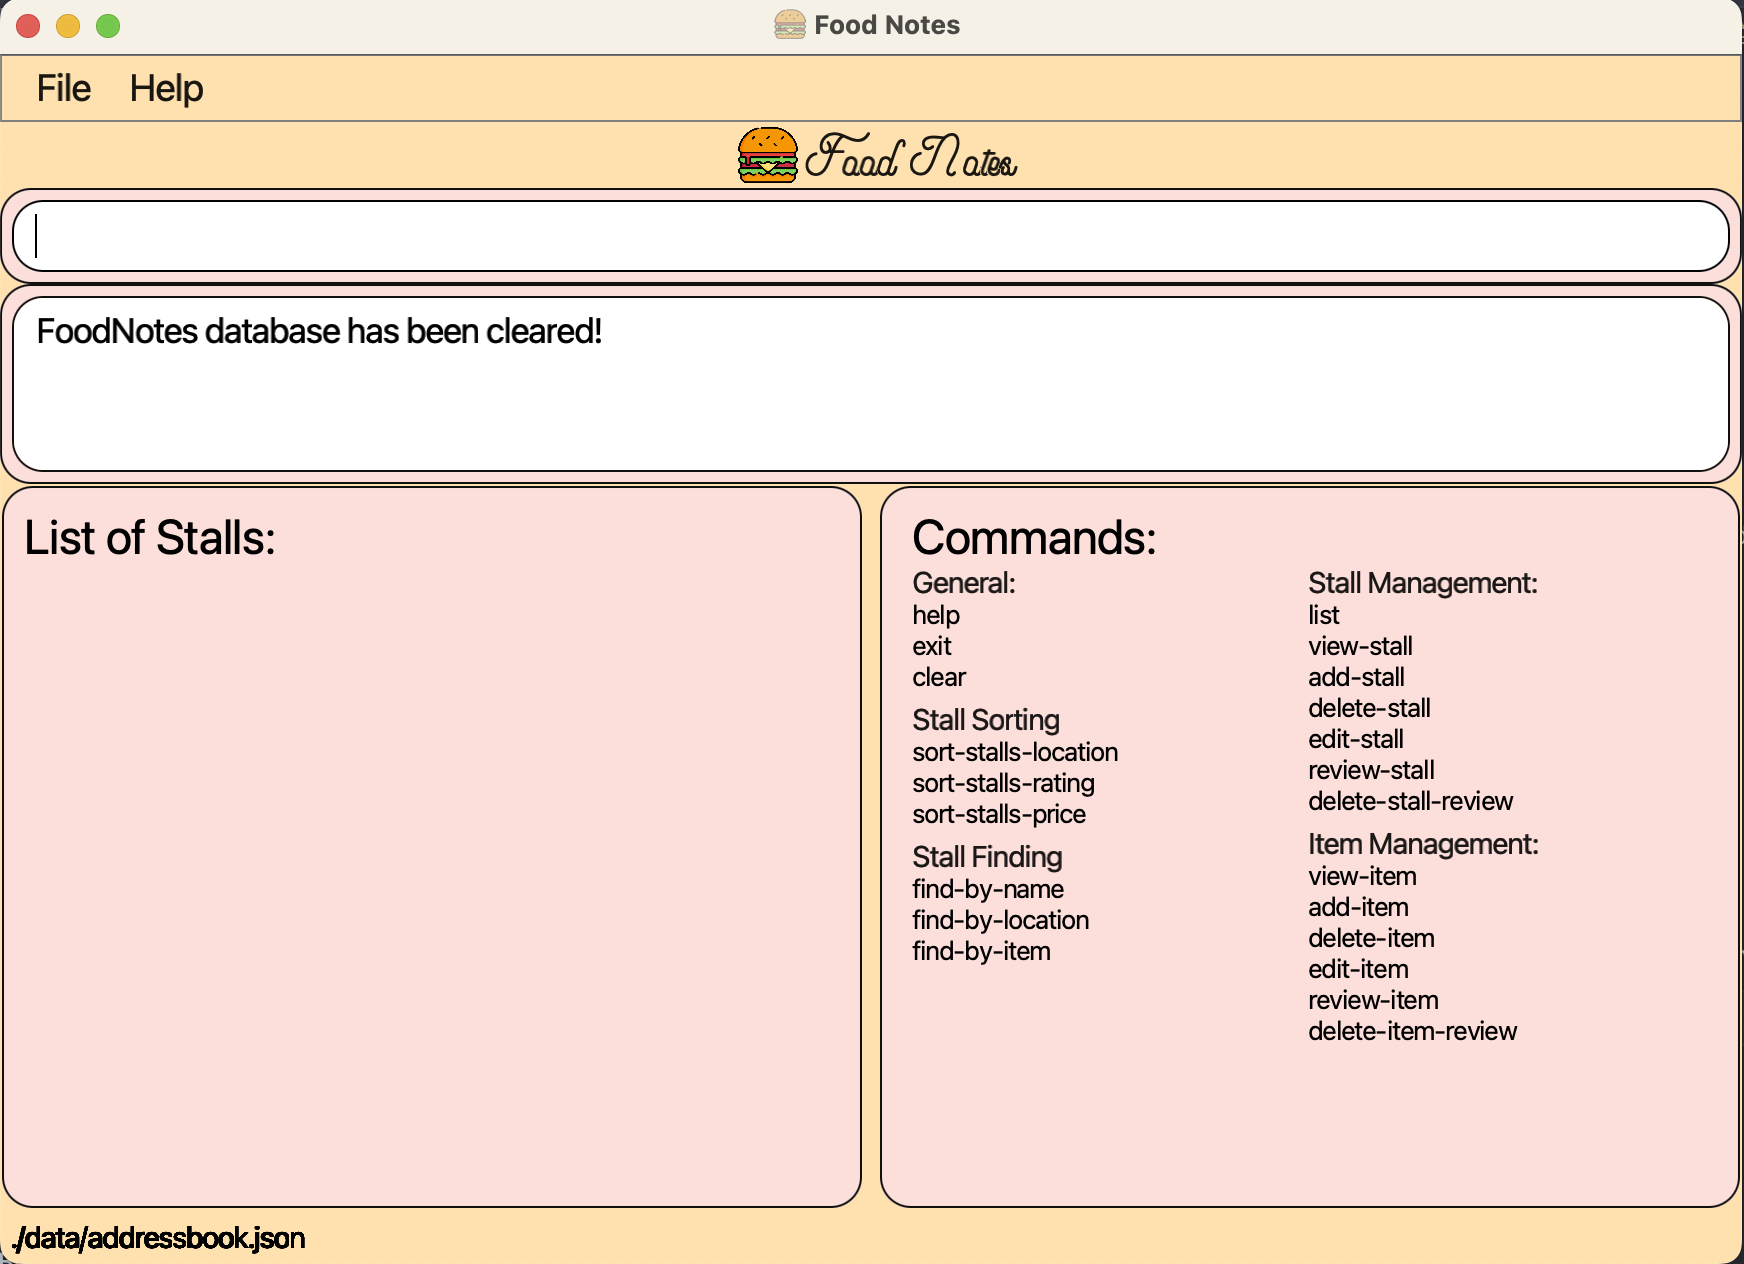 Food Notes
File Help
Food Notes
FoodNotes database has been cleared!
List of Stalls:
Commands:
General:
help
exit
clear
Stall Sorting
sort-stalls-location
sort-stalls-rating
sort-stalls-price
Stall Finding
find-by-name
find-by-location
find-by-item
Stall Management:
list
view-stall
add-stall
delete-stall
edit-stall
review-stall
delete-stall-review
Item Management:
view-item
add-item
delete-item
edit-item
review-item
delete-item-review
./data/addressbook.json